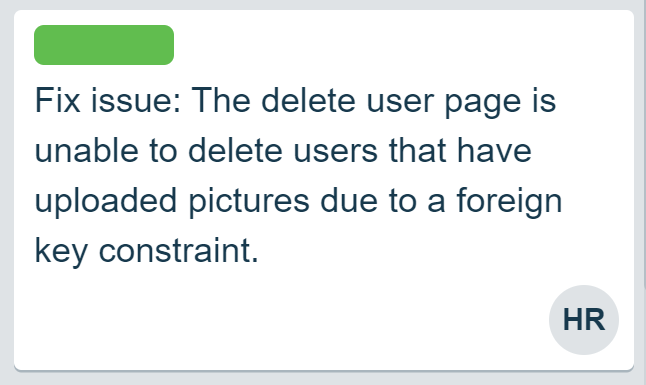 Fix issue: The delete user page is
unable to delete users that have
uploaded pictures due to a foreign
key constraint.
HR